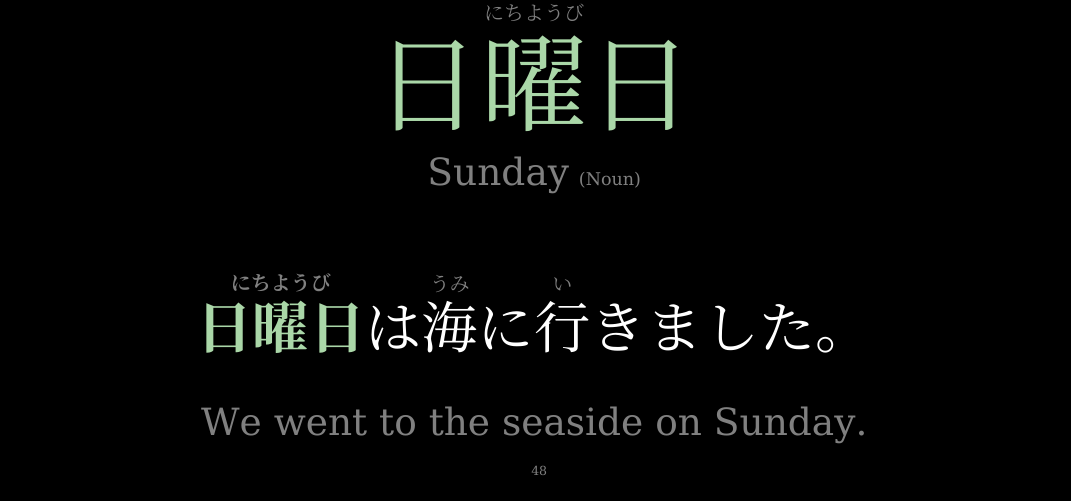 にちようび
日曜日
Sunday (Noun)
にちようび うみ い
日曜日は海に行きました。
We went to the seaside on Sunday.
48